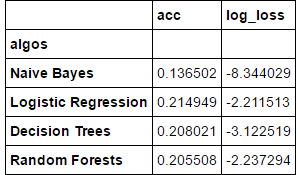 acc log_loss
algos
Naive Bayes 0.136502 -8.344029
Logistic Regression 0.214949 -2.211513
Decision Trees 0.208021 -3.122519
Random Forests 0.205508 -2.237294